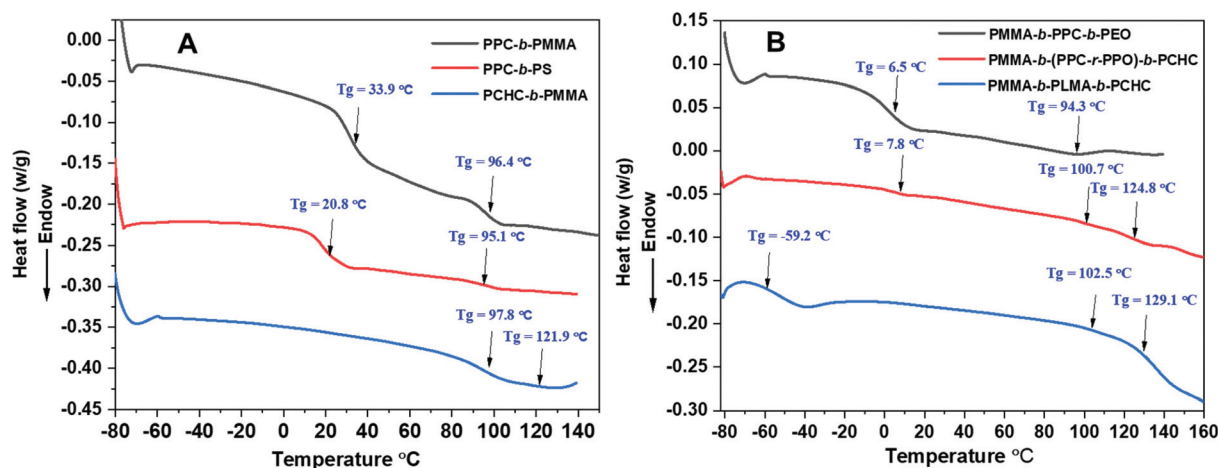 A
PPC-b-PMMA
PPC-b-PS
PCHC-b-PMMA
Tg = 33.9 °C
Tg = 96.4 °C
Tg = 20.8 °C
Tg = 95.1 °C
Tg = 97.8 °C
Tg = 121.9 °C
Heat flow (w/g)
Endow
0.00
-0.05
-0.10
-0.15
-0.20
-0.25
-0.30
-0.35
-0.40
-0.45
-80 -60 -40 -20 0 20 40 60 80 100 120 140
Temperature °C
B
PMMA-b-PPC-b-PEO
PMMA-b-(PPC-r-PPO)-b-PCHC
PMMA-b-PLMA-b-PCHC
Tg = 6.5 °C
Tg = 94.3 °C
Tg = 7.8 °C
Tg = 100.7 °C
Tg = 124.8 °C
Tg = -59.2 °C
Tg = 102.5 °C
Tg = 129.1 °C
Heat flow (w/g)
Endow
0.15
0.10
0.05
0.00
-0.05
-0.10
-0.15
-0.20
-0.25
-0.30
-80 -60 -40 -20 0 20 40 60 80 100 120 140 160
Temperature °C